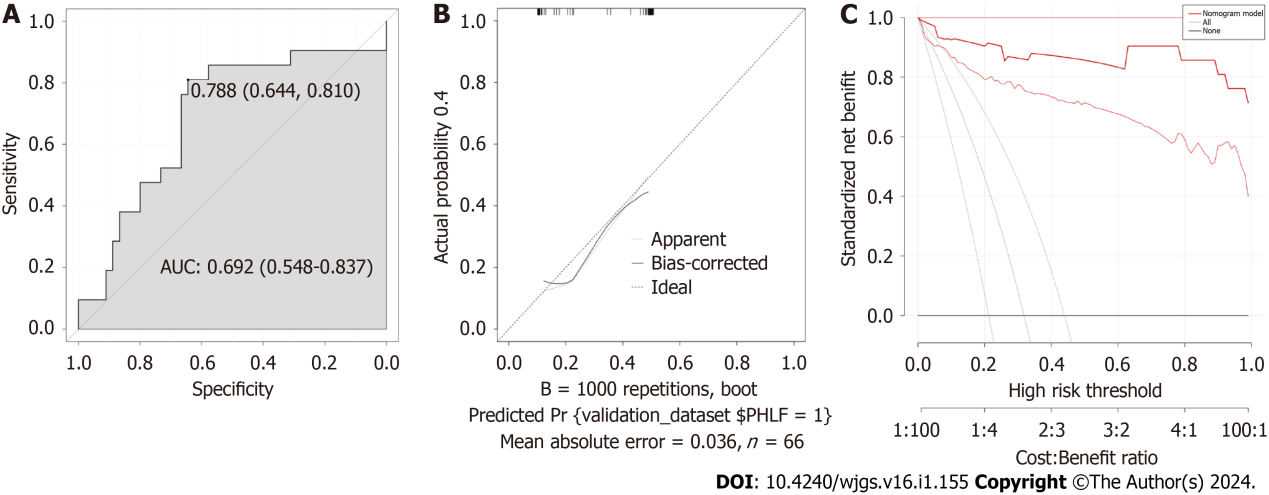 A
1.0
0.8
0.6
0.4
0.2
0.0
Sensitivity
0.788 (0.644, 0.810)
AUC: 0.692 (0.548-0.837)
1.0 0.8 0.6 0.4 0.2 0.0
Specificity
B
1.0
0.8
0.6
0.4
0.2
0.0
Actual probability 0.4
Apparent
Bias-corrected
Ideal
0.0 0.2 0.4 0.6 0.8 1.0
B = 1000 repetitions, boot
Predicted Pr {validation_dataset $PHLF = 1}
Mean absolute error = 0.036, n = 66
C
1.0
0.8
0.6
0.4
0.2
0.0
Standardized net benifit
Nomogram model
All
None
0.0 0.2 0.4 0.6 0.8 1.0
High risk threshold
1:100 1:4 2:3 3:2 4:1 100:1
Cost:Benefit ratio
DOI: 10.4240/wjgs.v16.i1.155 Copyright ©The Author(s) 2024.